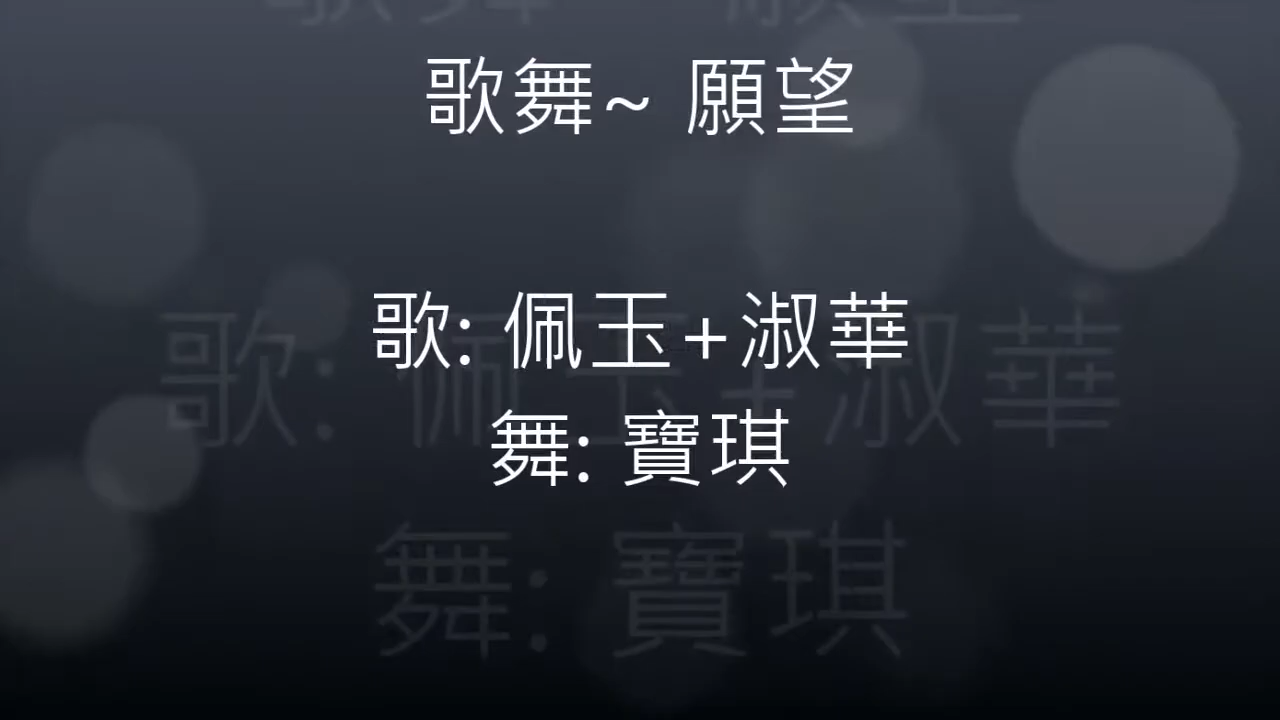 歌舞~ 願望
歌: 佩玉+淑華
舞: 寶琪